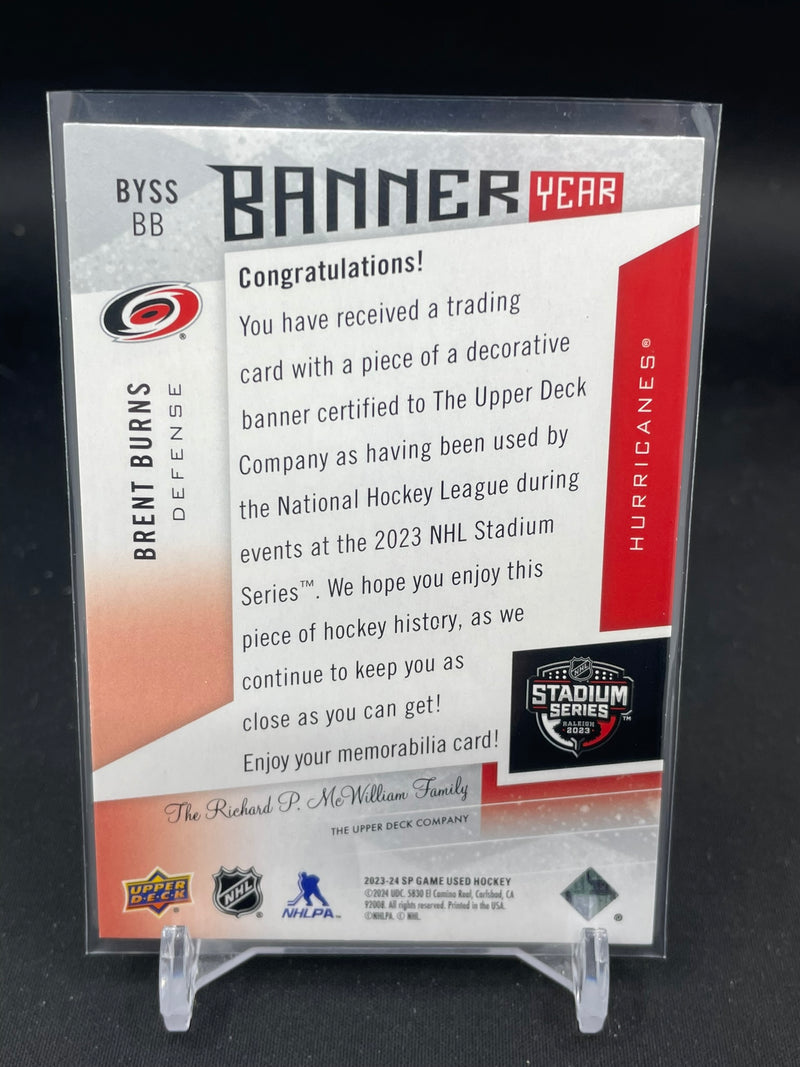 BYSS
BB
BANNER YEAR
BRENT BURNS
DEFENSE
Congratulations!
You have received a trading
card with a piece of a decorative
banner certified to The Upper Deck
Company as having been used by
the National Hockey League during
events at the 2023 NHL Stadium
Series™. We hope you enjoy this
piece of hockey history, as we
continue to keep you as
close as you can get!
Enjoy your memorabilia card!
HURRICANES®
NHL
STADIUM
SERIES™
RALEIGH
2023
The Richard P. McWilliam Family
THE UPPER DECK COMPANY
UPPER
D·E·C·K
NHL
®
NHLPA™
2023-24 SP GAME USED HOCKEY
©2024 UDC. 5830 El Camino Real, Carlsbad, CA
92008. All rights reserved. Printed in the USA.
©NHLPA. © NHL.
®